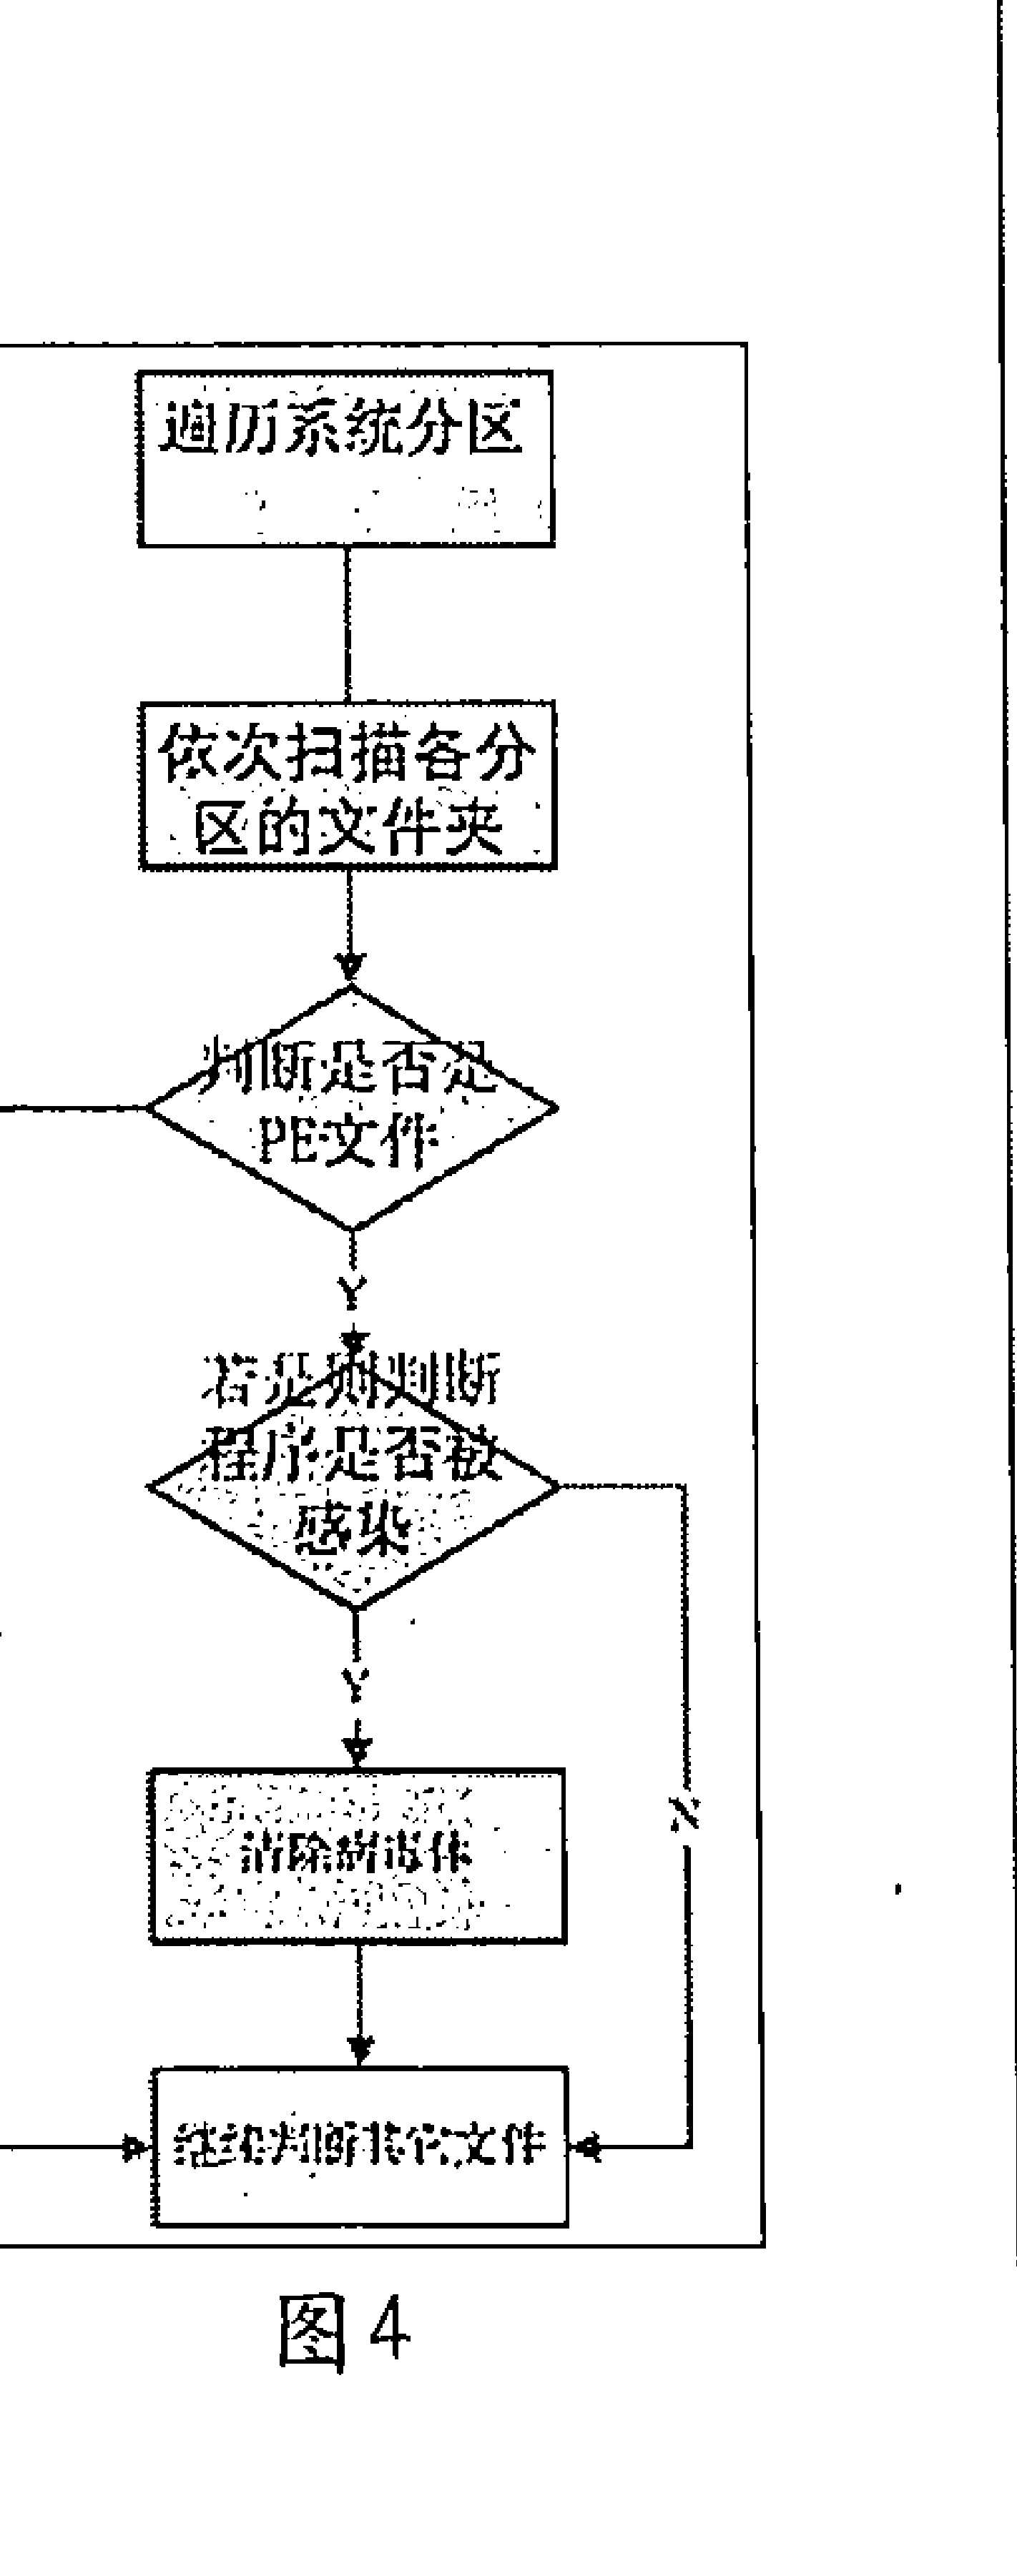 遍历系统分区
依次扫描各分
区的文件夹
判断是否是
PE文件
Y
若是则判断
程序是否被
感染
Y
清除病毒体
N
继续判断其它文件
图4